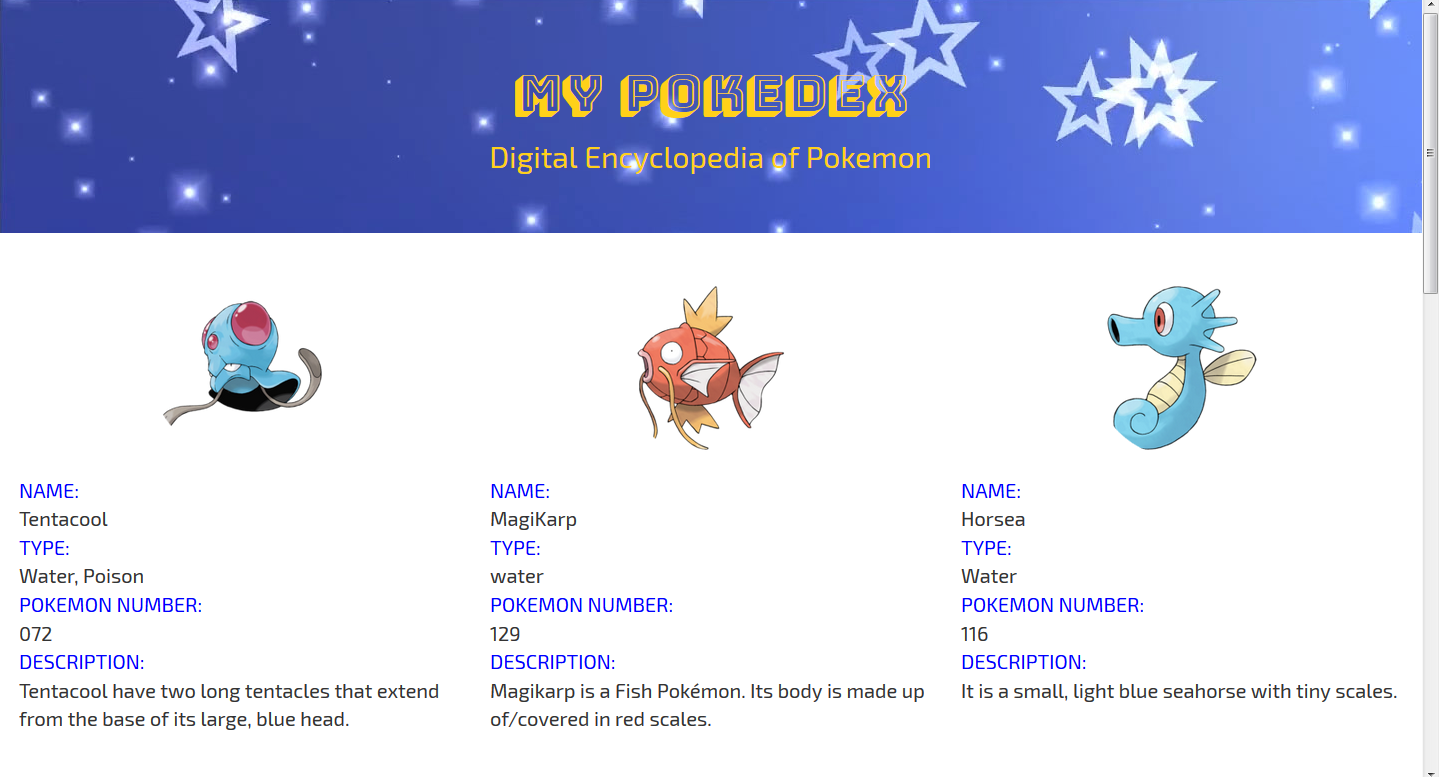 MY POKEDEX
Digital Encyclopedia of Pokemon
NAME:
Tentacool
TYPE:
Water, Poison
POKEMON NUMBER:
072
DESCRIPTION:
Tentacool have two long tentacles that extend
from the base of its large, blue head.
NAME:
MagiKarp
TYPE:
water
POKEMON NUMBER:
129
DESCRIPTION:
Magikarp is a Fish Pokémon. Its body is made up
of/covered in red scales.
NAME:
Horsea
TYPE:
Water
POKEMON NUMBER:
116
DESCRIPTION:
It is a small, light blue seahorse with tiny scales.